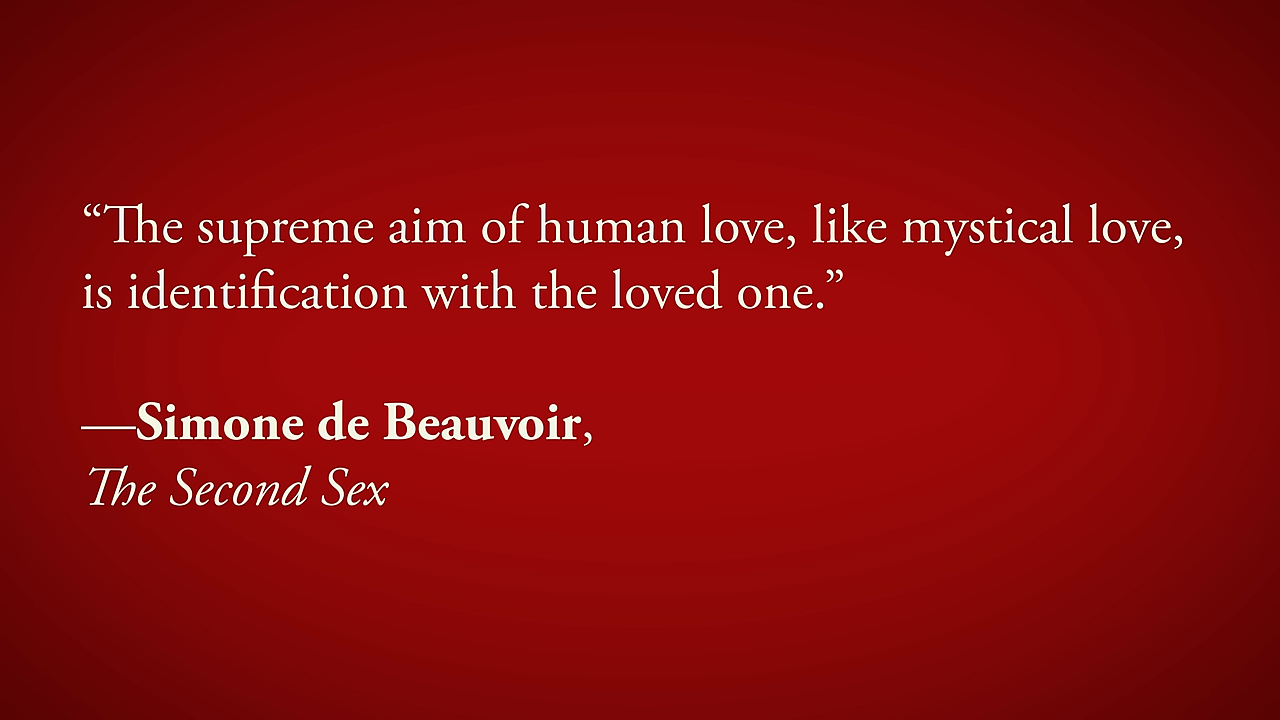 “The supreme aim of human love, like mystical love,
is identification with the loved one.”
—Simone de Beauvoir,
The Second Sex